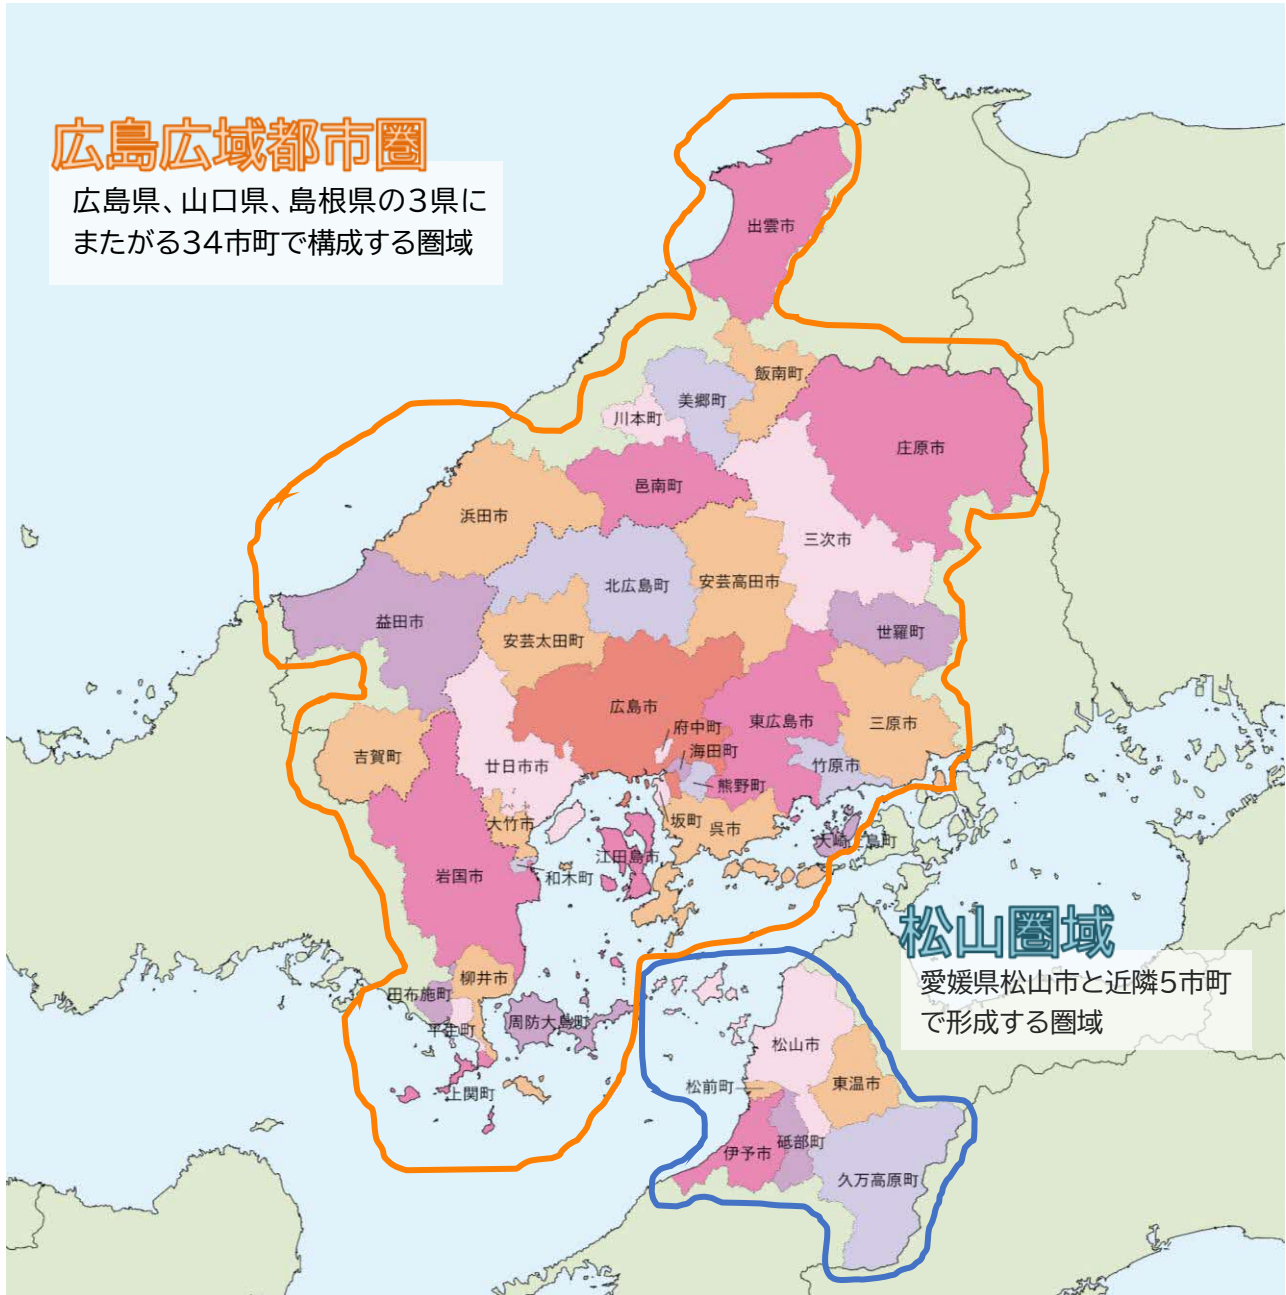 広島広域都市圏
広島県、山口県、島根県の3県に
またがる34市町で構成する圏域
出雲市
飯南町
美郷町
川本町
庄原市
邑南町
浜田市
三次市
北広島町
安芸高田市
益田市
安芸太田町
世羅町
広島市
東広島市
三原市
府中町
海田町
吉賀町
廿日市市
竹原市
熊野町
大竹市
坂町
呉市
大崎上島町
江田島市
和木町
岩国市
柳井市
田布施町
周防大島町
平生町
上関町
松山圏域
愛媛県松山市と近隣5市町
で形成する圏域
松山市
松前町
東温市
伊予市
砥部町
久万高原町